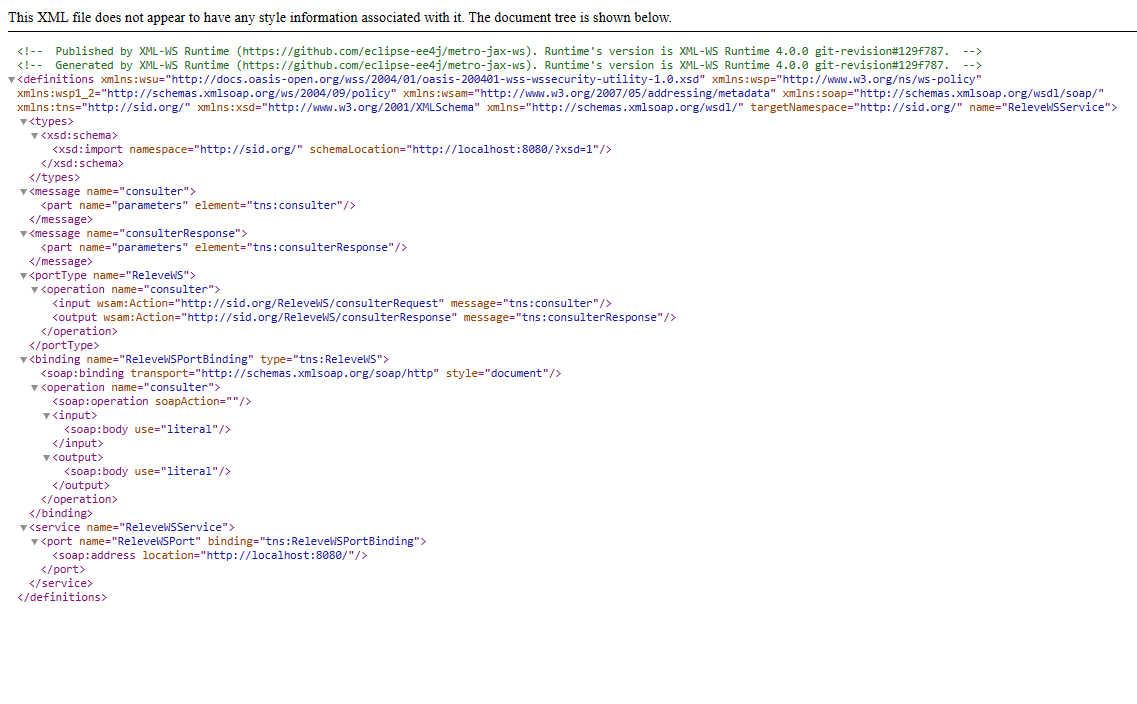 This XML file does not appear to have any style information associated with it. The document tree is shown below.
<!-- Published by XML-WS Runtime (https://github.com/eclipse-ee4j/metro-jax-ws). Runtime's version is XML-WS Runtime 4.0.0 git-revision#129f787. -->
<!-- Generated by XML-WS Runtime (https://github.com/eclipse-ee4j/metro-jax-ws). Runtime's version is XML-WS Runtime 4.0.0 git-revision#129f787. -->
▼<definitions xmlns:wsu="http://docs.oasis-open.org/wss/2004/01/oasis-200401-wss-wssecurity-utility-1.0.xsd" xmlns:wsp="http://www.w3.org/ns/ws-policy"
xmlns:wsp1_2="http://schemas.xmlsoap.org/ws/2004/09/policy" xmlns:wsam="http://www.w3.org/2007/05/addressing/metadata" xmlns:soap="http://schemas.xmlsoap.org/wsdl/soap/"
xmlns:tns="http://sid.org/" xmlns:xsd="http://www.w3.org/2001/XMLSchema" xmlns="http://schemas.xmlsoap.org/wsdl/" targetNamespace="http://sid.org/" name="ReleveWSService">
▼<types>
▼<xsd:schema>
<xsd:import namespace="http://sid.org/" schemaLocation="http://localhost:8080/?xsd=1"/>
</xsd:schema>
</types>
▼<message name="consulter">
<part name="parameters" element="tns:consulter"/>
</message>
▼<message name="consulterResponse">
<part name="parameters" element="tns:consulterResponse"/>
</message>
▼<portType name="ReleveWS">
▼<operation name="consulter">
<input wsam:Action="http://sid.org/ReleveWS/consulterRequest" message="tns:consulter"/>
<output wsam:Action="http://sid.org/ReleveWS/consulterResponse" message="tns:consulterResponse"/>
</operation>
</portType>
▼<binding name="ReleveWSPortBinding" type="tns:ReleveWS">
<soap:binding transport="http://schemas.xmlsoap.org/soap/http" style="document"/>
▼<operation name="consulter">
<soap:operation soapAction=""/>
▼<input>
<soap:body use="literal"/>
</input>
▼<output>
<soap:body use="literal"/>
</output>
</operation>
</binding>
▼<service name="ReleveWSService">
▼<port name="ReleveWSPort" binding="tns:ReleveWSPortBinding">
<soap:address location="http://localhost:8080/"/>
</port>
</service>
</definitions>